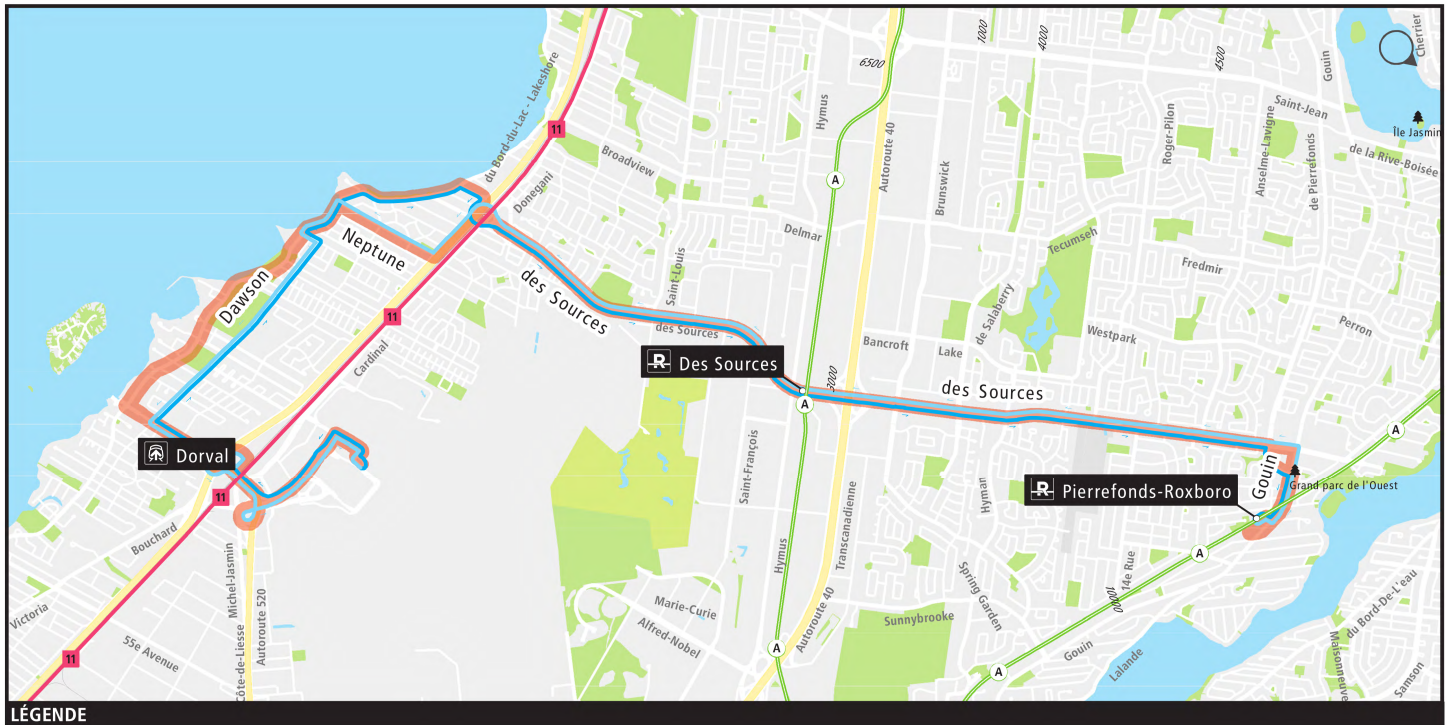 Cherrier
Gouin
1000
4000
4500
6500
Hymus
Saint-Jean
Île Jasmin
du Bord-du-Lac - Lakeshore
11
Broadview
Autoroute 40
Roger-Pilon
Anselme-Lavigne
de Pierrefonds
de la Rive-Boisée
A
Donegani
Brunswick
Delmar
Neptune
Tecumseh
Saint-Louis
Fredmir
Dawson
des Sources
11
des Sources
de Salaberry
Westpark
Perron
Cardinal
Bancroft
Lake
R Des Sources
3000
des Sources
A
A
Dorval
Gouin
Grand parc de l'Ouest
R Pierrefonds-Roxboro
Saint-François
Hyman
11
Bouchard
Transcanadienne
Hymus
A
14e Rue
10000
Michel-Jasmin
Autoroute 520
Spring Garden
Victoria
Marie-Curie
Alfred-Nobel
Autoroute 40
Sunnybrooke
du Bord-De-L'eau
55e Avenue
Côte-de-Liesse
11
A
A
Gouin
Lalande
Maisonneuve
Samson
LÉGENDE